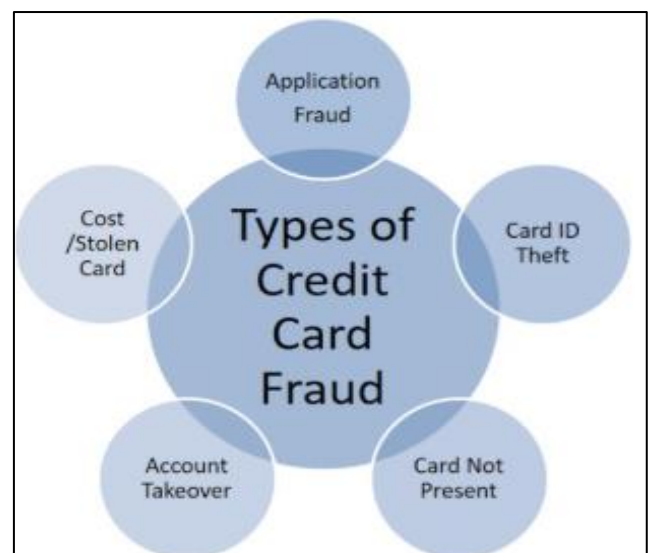 Application
Fraud
Types of
Credit
Card
Fraud
Cost
/Stolen
Card
Card ID
Theft
Account
Takeover
Card Not
Present